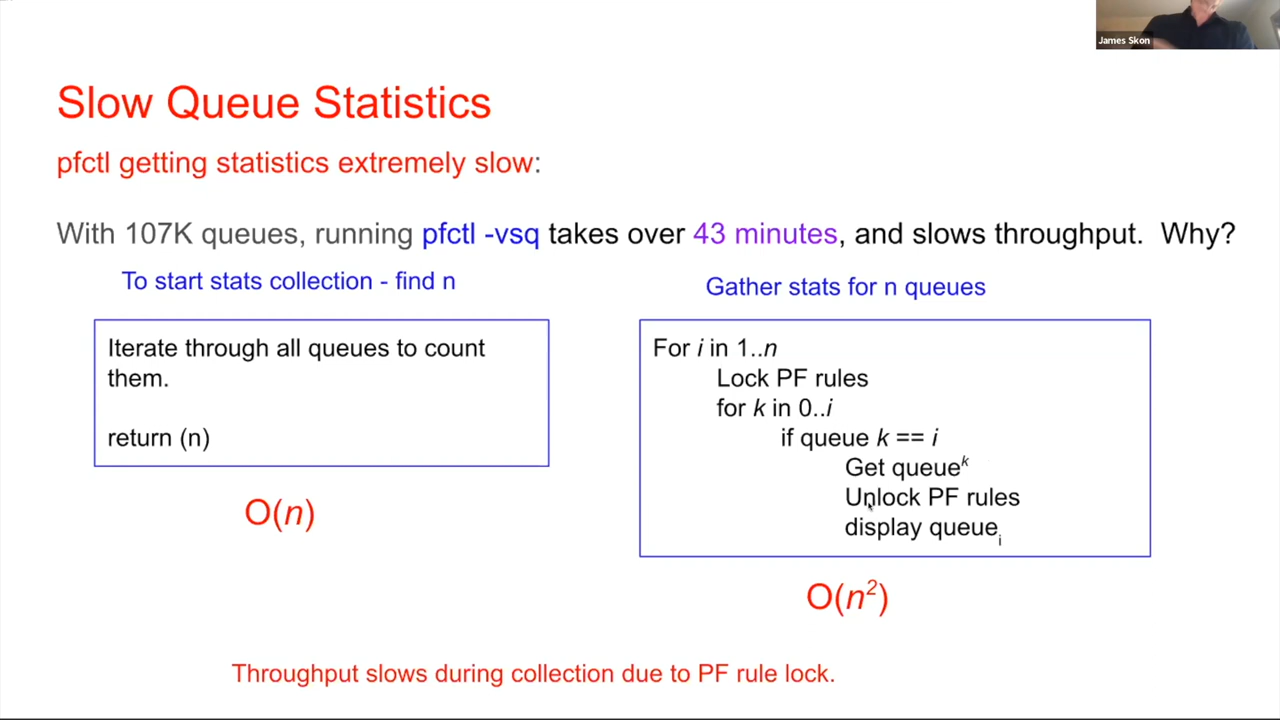 James Skon
Slow Queue Statistics
pfctl getting statistics extremely slow:
With 107K queues, running pfctl -vsq takes over 43 minutes, and slows throughput. Why?
To start stats collection - find n
Iterate through all queues to count
them.
return (n)
O(n)
Gather stats for n queues
For i in 1..n
Lock PF rules
for k in 0..i
if queue k == i
Get queueᵏ
Unlock PF rules
display queueᵢ
O(n²)
Throughput slows during collection due to PF rule lock.